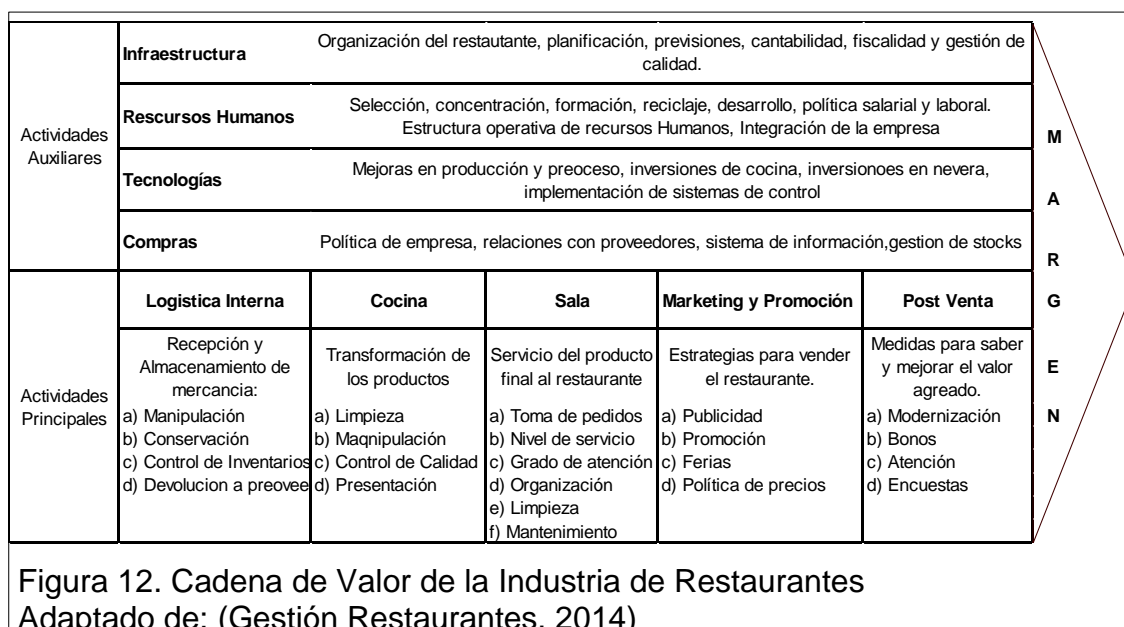 Infraestructura
Organización del restautante, planificación, previsiones, cantabilidad, fiscalidad y gestión de
calidad.
Rescursos Humanos
Selección, concentración, formación, reciclaje, desarrollo, política salarial y laboral.
Estructura operativa de recursos Humanos, Integración de la empresa
Actividades
Auxiliares
Tecnologías
Mejoras en producción y preoceso, inversiones de cocina, inversionoes en nevera,
implementación de sistemas de control
Compras
Política de empresa, relaciones con proveedores, sistema de información,gestion de stocks
Actividades
Principales
Logistica Interna
Recepción y
Almacenamiento de
mercancia:
a) Manipulación
b) Conservación
c) Control de Inventarios
d) Devolucion a preovee
Cocina
Transformación de
los productos
a) Limpieza
b) Maqnipulación
c) Control de Calidad
d) Presentación
Sala
Servicio del producto
final al restaurante
a) Toma de pedidos
b) Nivel de servicio
c) Grado de atención
d) Organización
e) Limpieza
f) Mantenimiento
Marketing y Promoción
Estrategias para vender
el restaurante.
a) Publicidad
b) Promoción
c) Ferias
d) Política de precios
Post Venta
Medidas para saber
y mejorar el valor
agreado.
a) Modernización
b) Bonos
c) Atención
d) Encuestas
M
A
R
G
E
N
Figura 12. Cadena de Valor de la Industria de Restaurantes
Adaptado de: (Gestión Restaurantes, 2014)